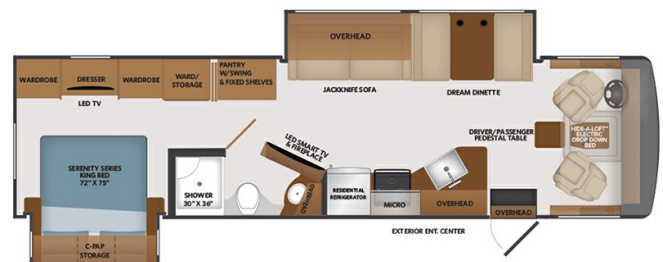 OVERHEAD
WARDROBE
DRESSER
WARDROBE
WARD/
STORAGE
PANTRY
W/SWING
& FIXED SHELVES
LED TV
JACKKNIFE SOFA
DREAM DINETTE
LED SMART TV
& FIREPLACE
DRIVER/PASSENGER
PEDESTAL TABLE
HIDE-A-LOFT™
ELECTRIC
DROP DOWN
BED
SERENITY SERIES
KING BED
72" X 75"
SHOWER
30" X 36"
OVERHEAD
RESIDENTIAL
REFRIGERATOR
MICRO
OVERHEAD
OVERHEAD
EXTERIOR ENT. CENTER
C-PAP
STORAGE